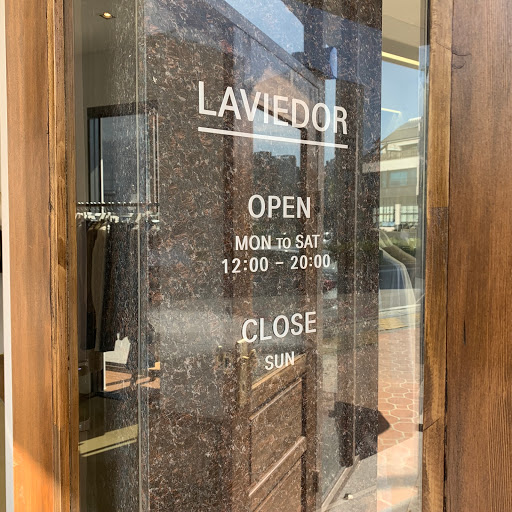 LAVIEDOR
OPEN
MON TO SAT
12:00 - 20:00
CLOSE
SUN